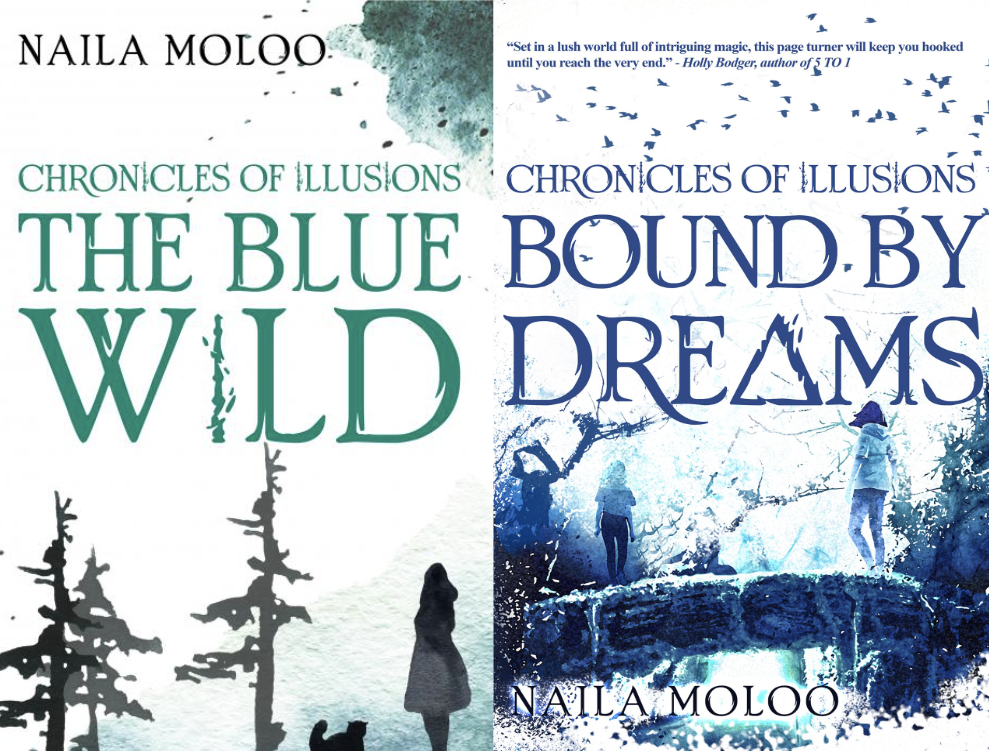 NAILA MOLOO
CHRONICLES OF ILLUSIONS
THE BLUE
WILD
“Set in a lush world full of intriguing magic, this page turner will keep you hooked
until you reach the very end.” - Holly Bodger, author of 5 TO 1
CHRONICLES OF ILLUSIONS
BOUND BY
DREAMS
NAILA MOLOO